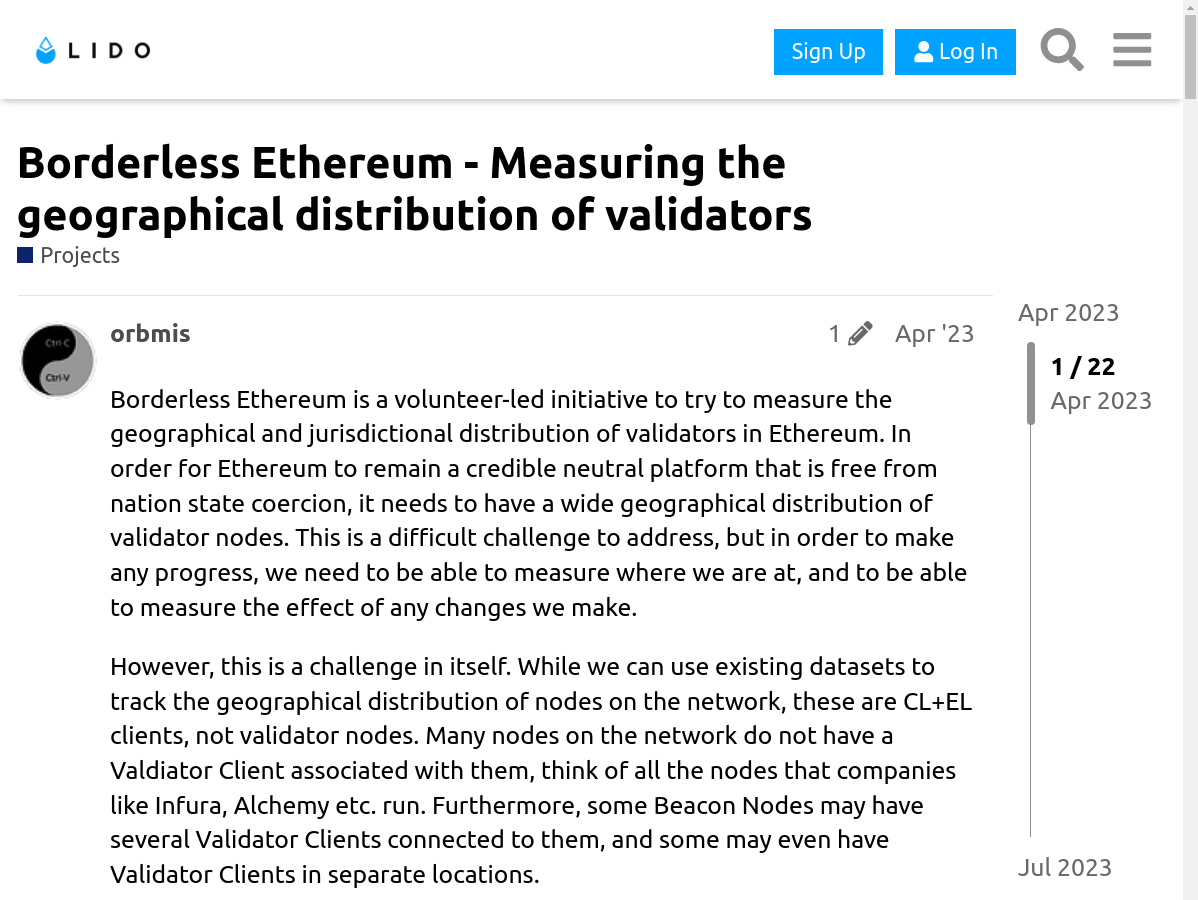 LIDO
Sign Up
Log In
Borderless Ethereum - Measuring the
geographical distribution of validators
Projects
orbmis
1
Apr '23
Ctrl-C
Ctrl-V
Borderless Ethereum is a volunteer-led initiative to try to measure the
geographical and jurisdictional distribution of validators in Ethereum. In
order for Ethereum to remain a credible neutral platform that is free from
nation state coercion, it needs to have a wide geographical distribution of
validator nodes. This is a difficult challenge to address, but in order to make
any progress, we need to be able to measure where we are at, and to be able
to measure the effect of any changes we make.
However, this is a challenge in itself. While we can use existing datasets to
track the geographical distribution of nodes on the network, these are CL+EL
clients, not validator nodes. Many nodes on the network do not have a
Valdiator Client associated with them, think of all the nodes that companies
like Infura, Alchemy etc. run. Furthermore, some Beacon Nodes may have
several Validator Clients connected to them, and some may even have
Validator Clients in separate locations.
Apr 2023
1 / 22
Apr 2023
Jul 2023